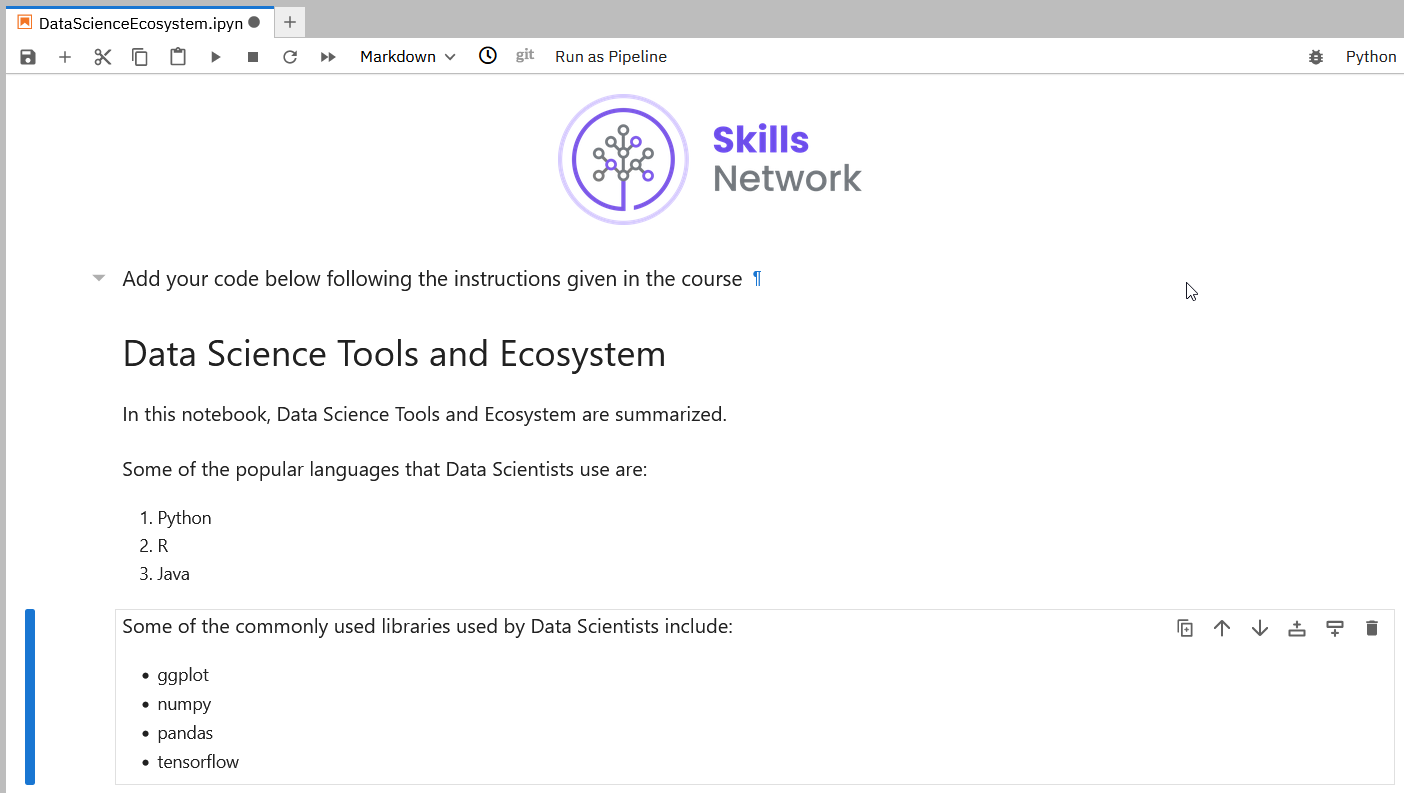 DataScienceEcosystem.ipyn
Markdown git Run as Pipeline Python
Skills
Network
Add your code below following the instructions given in the course ¶
Data Science Tools and Ecosystem
In this notebook, Data Science Tools and Ecosystem are summarized.
Some of the popular languages that Data Scientists use are:
1. Python
2. R
3. Java
Some of the commonly used libraries used by Data Scientists include:
• ggplot
• numpy
• pandas
• tensorflow